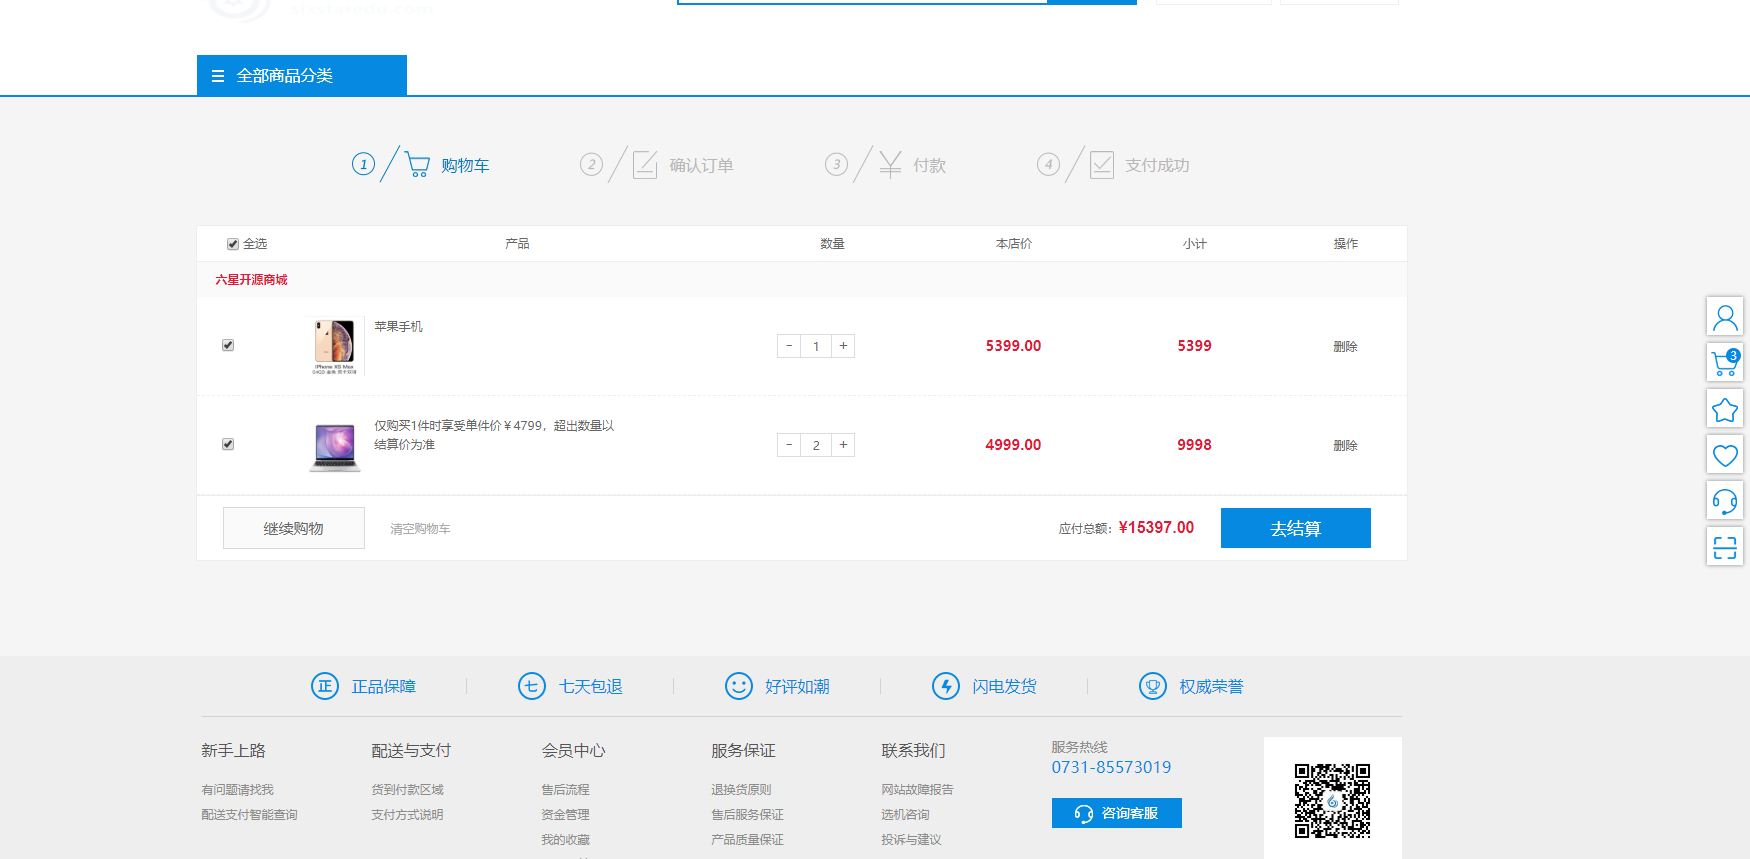 全部商品分类
1 购物车
2 确认订单
3 付款
4 支付成功
全选 产品 数量 本店价 小计 操作
六星开源商城
苹果手机
iPhone XS Max
- 1 + 5399.00 5399 删除
仅购买1件时享受单件价￥4799，超出数量以
结算价为准
- 2 + 4999.00 9998 删除
继续购物 清空购物车 应付总额：¥15397.00 去结算
3
正 正品保障
七 七天包退
好评如潮
闪电发货
权威荣誉
新手上路
有问题请找我
配送支付智能查询
配送与支付
货到付款区域
支付方式说明
会员中心
售后流程
资金管理
我的收藏
服务保证
退换货原则
售后服务保证
产品质量保证
联系我们
网站故障报告
选机咨询
投诉与建议
服务热线
0731-85573019
咨询客服